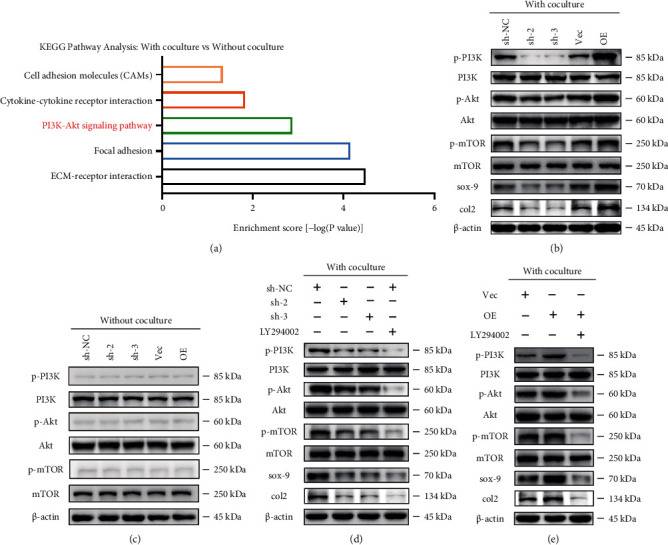 KEGG Pathway Analysis: With coculture vs Without coculture
Cell adhesion molecules (CAMs)
Cytokine-cytokine receptor interaction
PI3K-Akt signaling pathway
Focal adhesion
ECM-receptor interaction
0 2 4 6
Enrichment score [−log(P value)]
(a)
With coculture
sh-NC sh-2 sh-3 Vec OE
p-PI3K 85 kDa
PI3K 85 kDa
p-Akt 60 kDa
Akt 60 kDa
p-mTOR 250 kDa
mTOR 250 kDa
sox-9 70 kDa
col2 134 kDa
β-actin 45 kDa
(b)
Without coculture
sh-NC sh-2 sh-3 Vec OE
p-PI3K 85 kDa
PI3K 85 kDa
p-Akt 60 kDa
Akt 60 kDa
p-mTOR 250 kDa
mTOR 250 kDa
β-actin 45 kDa
(c)
With coculture
sh-NC + − − +
sh-2 − + − −
sh-3 − − + −
LY294002 − − − +
p-PI3K 85 kDa
PI3K 85 kDa
p-Akt 60 kDa
Akt 60 kDa
p-mTOR 250 kDa
mTOR 250 kDa
sox-9 70 kDa
col2 134 kDa
β-actin 45 kDa
(d)
With coculture
Vec + − −
OE − + +
LY294002 − − +
p-PI3K 85 kDa
PI3K 85 kDa
p-Akt 60 kDa
Akt 60 kDa
p-mTOR 250 kDa
mTOR 250 kDa
sox-9 70 kDa
col2 134 kDa
β-actin 45 kDa
(e)